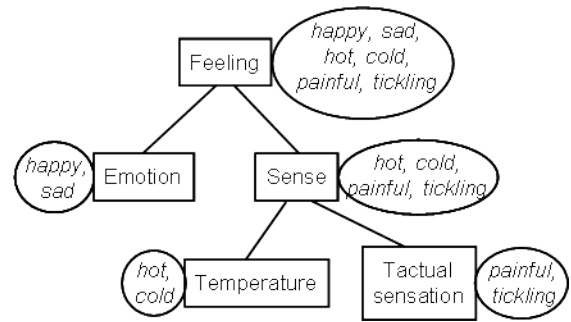 happy, sad,
hot, cold,
painful, tickling
Feeling
happy,
sad
Emotion
Sense
hot, cold,
painful, tickling
hot,
cold
Temperature
Tactual
sensation
painful,
tickling